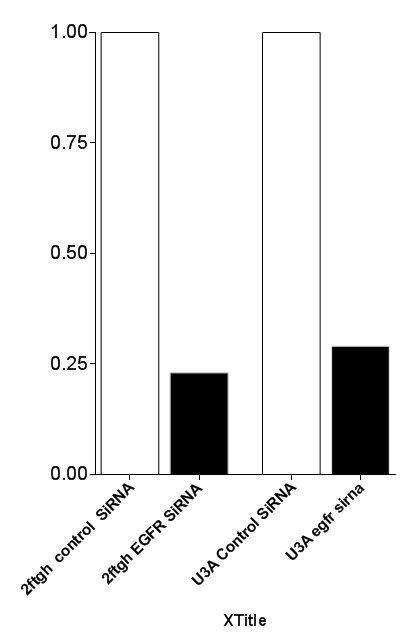 1.00
0.75
0.50
0.25
0.00
2ftgh control SiRNA
2ftgh EGFR SiRNA
U3A Control SiRNA
U3A egfr sirna
XTitle